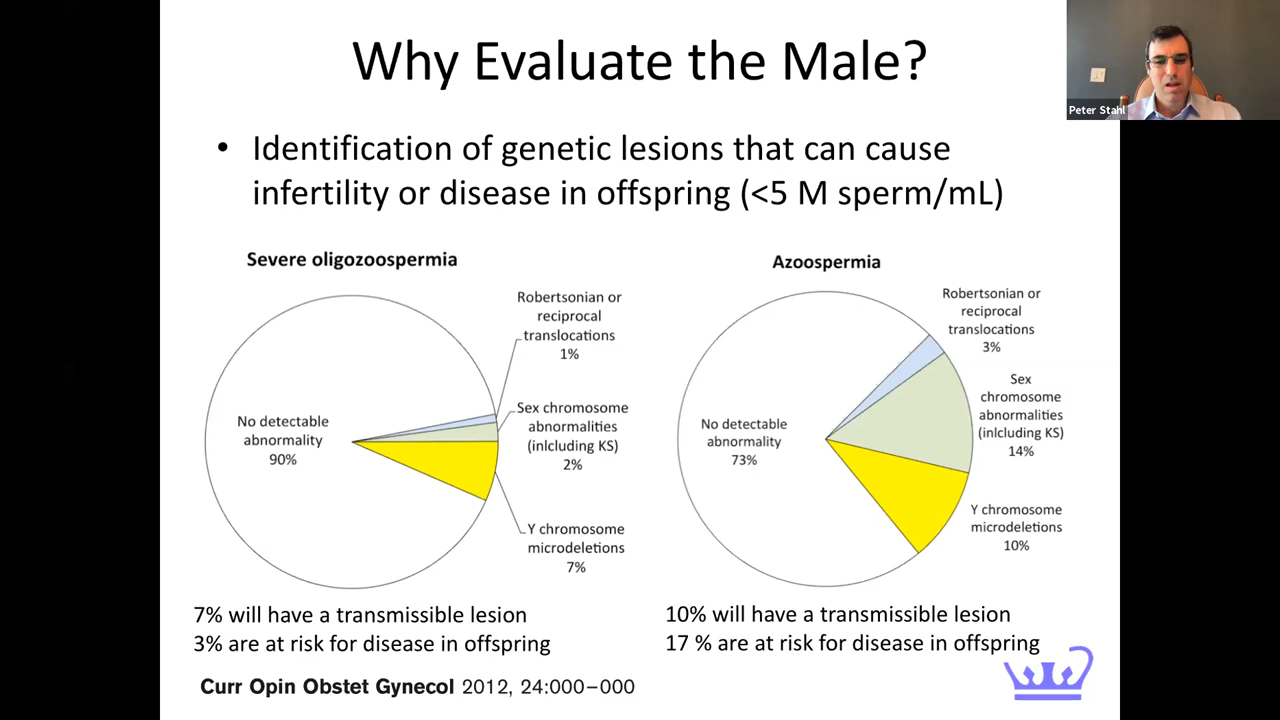 Why Evaluate the Male?
Peter Stahl
• Identification of genetic lesions that can cause
infertility or disease in offspring (<5 M sperm/mL)
Severe oligozoospermia
Robertsonian or
reciprocal
translocations
1%
Sex chromosome
abnormalities
(inlcluding KS)
2%
No detectable
abnormality
90%
Y chromosome
microdeletions
7%
7% will have a transmissible lesion
3% are at risk for disease in offspring
Azoospermia
Robertsonian or
reciprocal
translocations
3%
Sex
chromosome
abnormalities
(inlcluding KS)
14%
No detectable
abnormality
73%
Y chromosome
microdeletions
10%
10% will have a transmissible lesion
17 % are at risk for disease in offspring
Curr Opin Obstet Gynecol 2012, 24:000–000